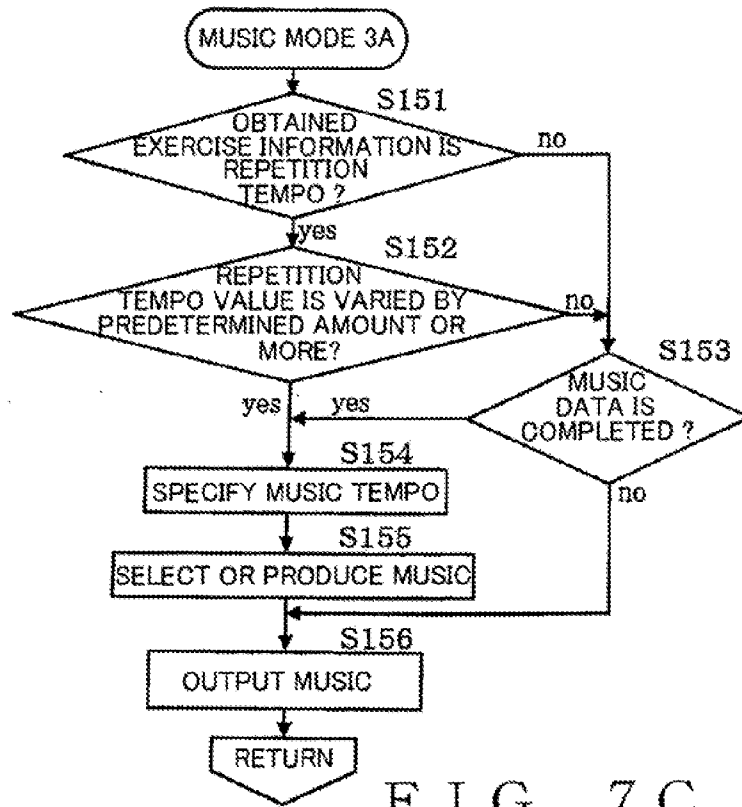 MUSIC MODE 3A
S151
OBTAINED
EXERCISE INFORMATION IS
REPETITION
TEMPO ?
no
yes
S152
REPETITION
TEMPO VALUE IS VARIED BY
PREDETERMINED AMOUNT OR
MORE?
no
S153
MUSIC
DATA IS
COMPLETED ?
yes
yes
no
S154
SPECIFY MUSIC TEMPO
S155
SELECT OR PRODUCE MUSIC
S156
OUTPUT MUSIC
RETURN
FIG. 7C